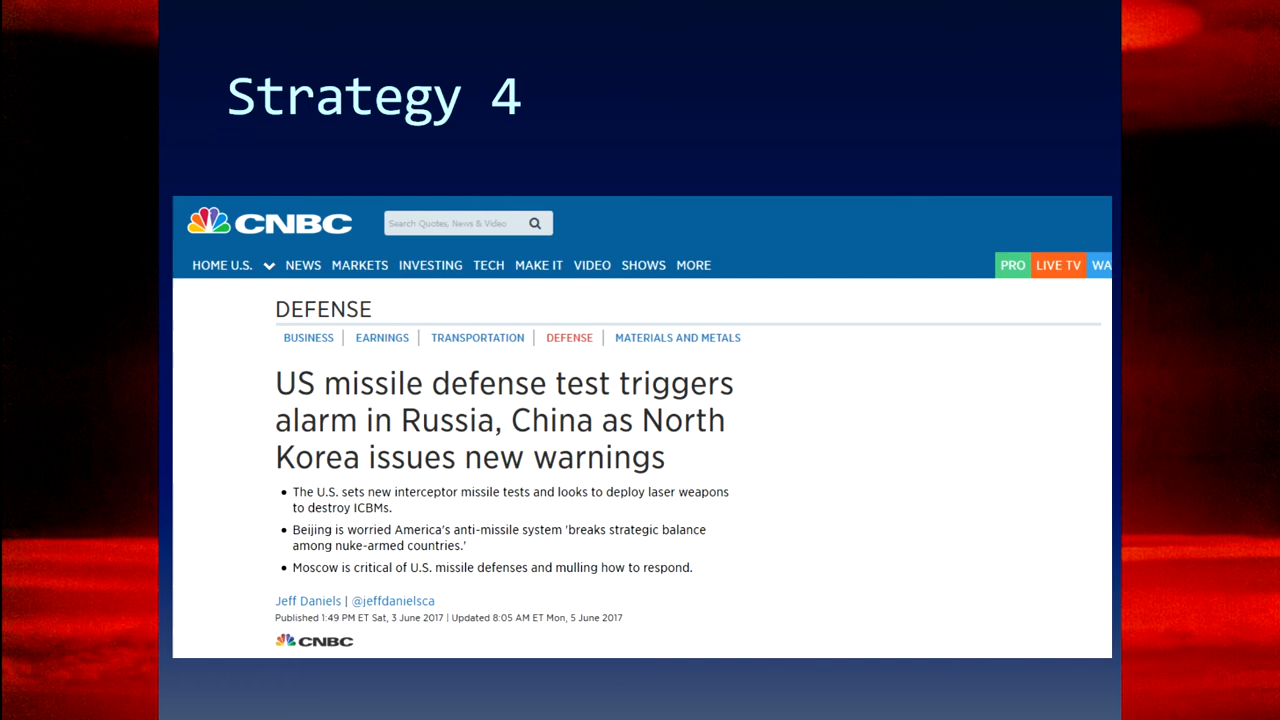 Strategy 4
CNBC
Search Quotes, News & Video
HOME U.S. NEWS MARKETS INVESTING TECH MAKE IT VIDEO SHOWS MORE PRO LIVE TV WA
DEFENSE
BUSINESS EARNINGS TRANSPORTATION DEFENSE MATERIALS AND METALS
US missile defense test triggers
alarm in Russia, China as North
Korea issues new warnings
• The U.S. sets new interceptor missile tests and looks to deploy laser weapons
to destroy ICBMs.
• Beijing is worried America's anti-missile system 'breaks strategic balance
among nuke-armed countries.'
• Moscow is critical of U.S. missile defenses and mulling how to respond.
Jeff Daniels | @jeffdanielsca
Published 1:49 PM ET Sat, 3 June 2017 | Updated 8:05 AM ET Mon, 5 June 2017
CNBC